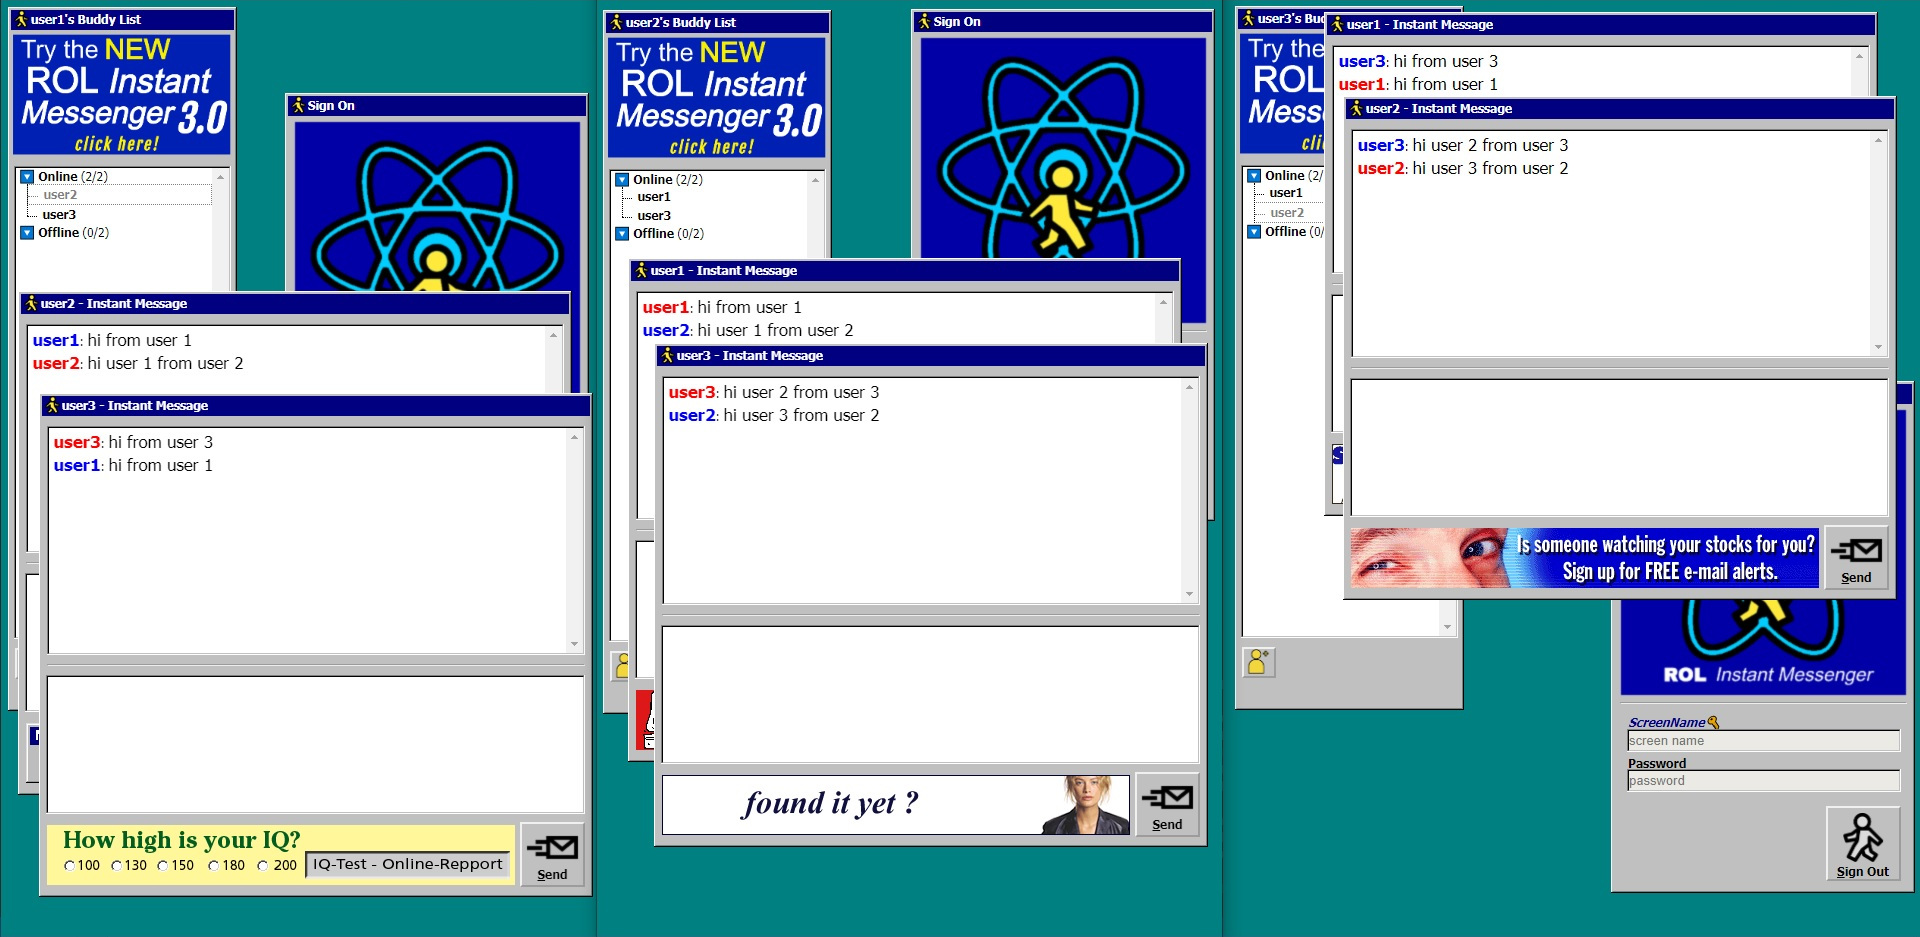 user1's Buddy List
Try the NEW
ROL Instant
Messenger 3.0
click here!
Online (2/2)
user2
user3
Offline (0/2)
Sign On
user2 - Instant Message
user1: hi from user 1
user2: hi user 1 from user 2
user3 - Instant Message
user3: hi from user 3
user1: hi from user 1
How high is your IQ?
100 130 150 180 200 IQ-Test - Online-Repport
Send
user2's Buddy List
Try the NEW
ROL Instant
Messenger 3.0
click here!
Online (2/2)
user1
user3
Offline (0/2)
Sign On
user1 - Instant Message
user1: hi from user 1
user2: hi user 1 from user 2
user3 - Instant Message
user3: hi user 2 from user 3
user2: hi user 3 from user 2
found it yet ?
Send
user3's Bud
Try the
ROL
Mess
cli
Online (2/
user1
user2
Offline (0/
user1 - Instant Message
user3: hi from user 3
user1: hi from user 1
user2 - Instant Message
user3: hi user 2 from user 3
user2: hi user 3 from user 2
Is someone watching your stocks for you?
Sign up for FREE e-mail alerts.
Send
ROL Instant Messenger
ScreenName
screen name
Password
password
Sign Out